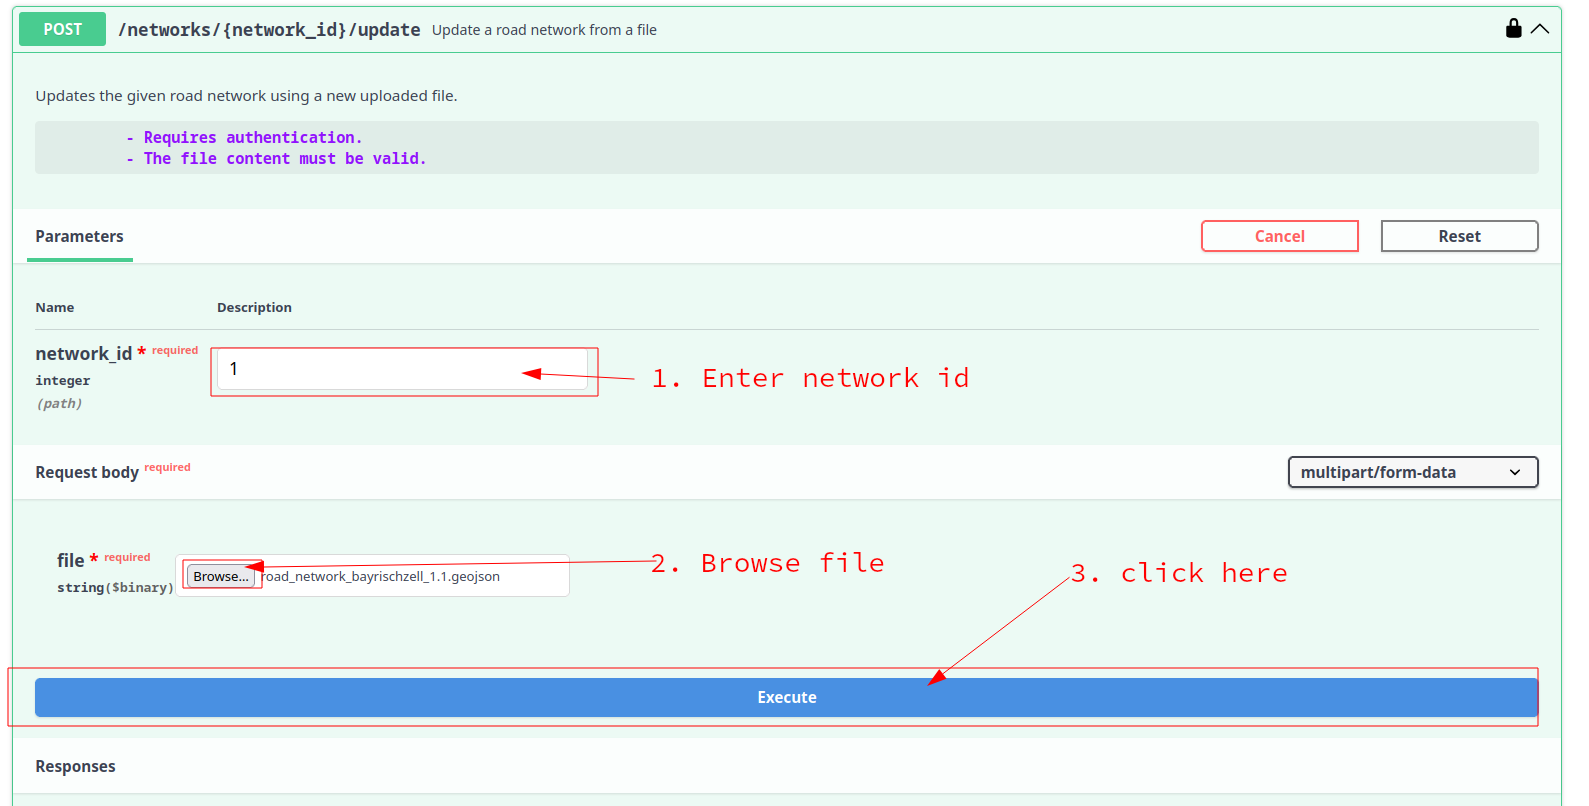 POST /networks/{network_id}/update Update a road network from a file
Updates the given road network using a new uploaded file.
- Requires authentication.
- The file content must be valid.
Parameters Cancel Reset
Name Description
network_id * required
integer
(path)
1
1. Enter network id
Request body required multipart/form-data
file * required
string($binary)
Browse... road_network_bayrischzell_1.1.geojson
2. Browse file
3. click here
Execute
Responses